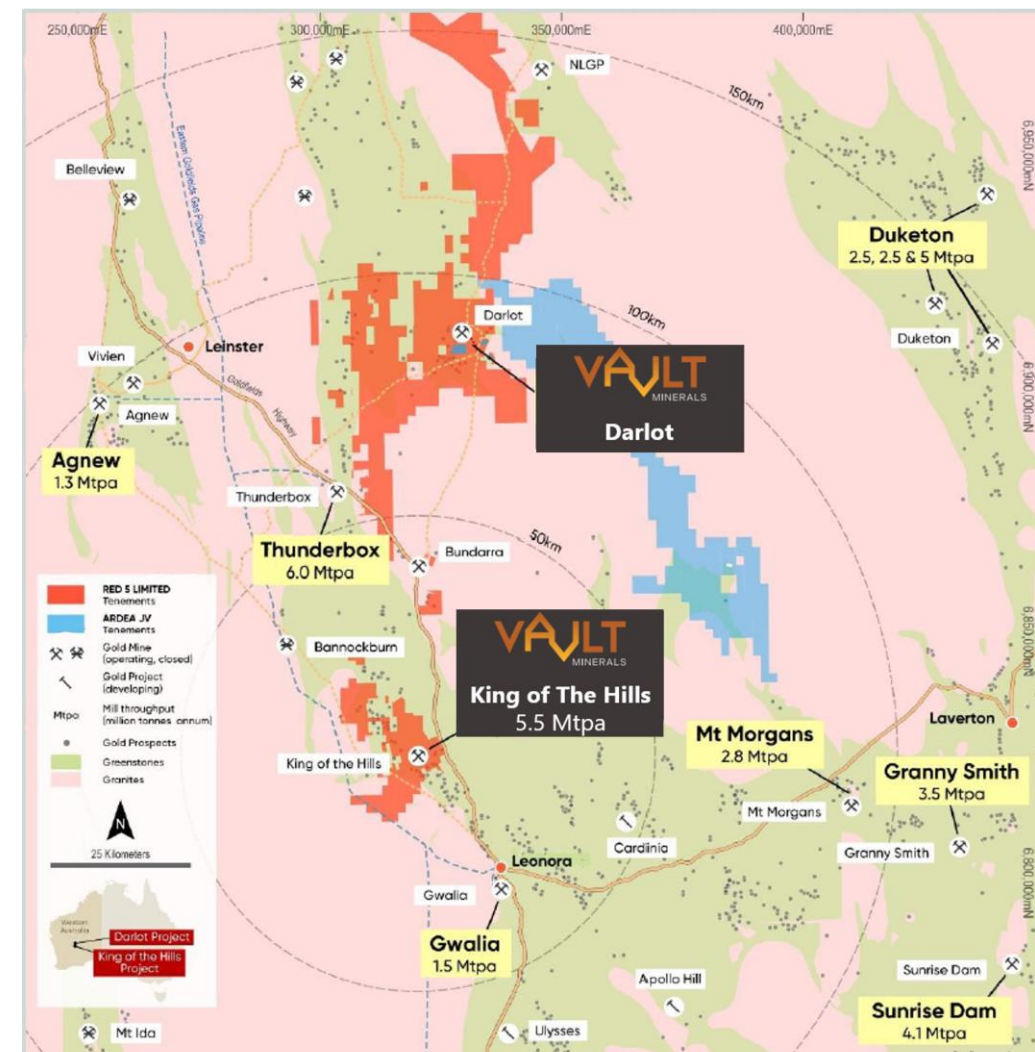 250,000mE
300,000mE
350,000mE
400,000mE
NLGP
150km
6,950,000mN
Belleview
Eastern Goldfields Gas Pipeline
Duketon
2.5, 2.5 & 5 Mtpa
100km
Darlot
Duketon
Leinster
Vivien
Goldfields Highway
VAULT
MINERALS
Darlot
6,900,000mN
Agnew
Agnew
1.3 Mtpa
Thunderbox
Thunderbox
6.0 Mtpa
50km
Bundarra
RED 5 LIMITED
Tenements
ARDEA JV
Tenements
Gold Mine
(operating, closed)
Gold Project
(developing)
Mtpa
Mill throughput
(million tonnes annum)
Gold Prospects
Greenstones
Granites
N
25 Kilometers
Western
Australia
Darlot Project
King of the Hills
Project
Bannockburn
VAULT
MINERALS
King of The Hills
5.5 Mtpa
King of the Hills
6,850,000mN
Laverton
Mt Morgans
2.8 Mtpa
Granny Smith
3.5 Mtpa
Mt Morgans
Cardinia
Granny Smith
Leonora
6,800,000mN
Gwalia
Gwalia
1.5 Mtpa
Apollo Hill
Sunrise Dam
Sunrise Dam
4.1 Mtpa
Mt Ida
Ulysses